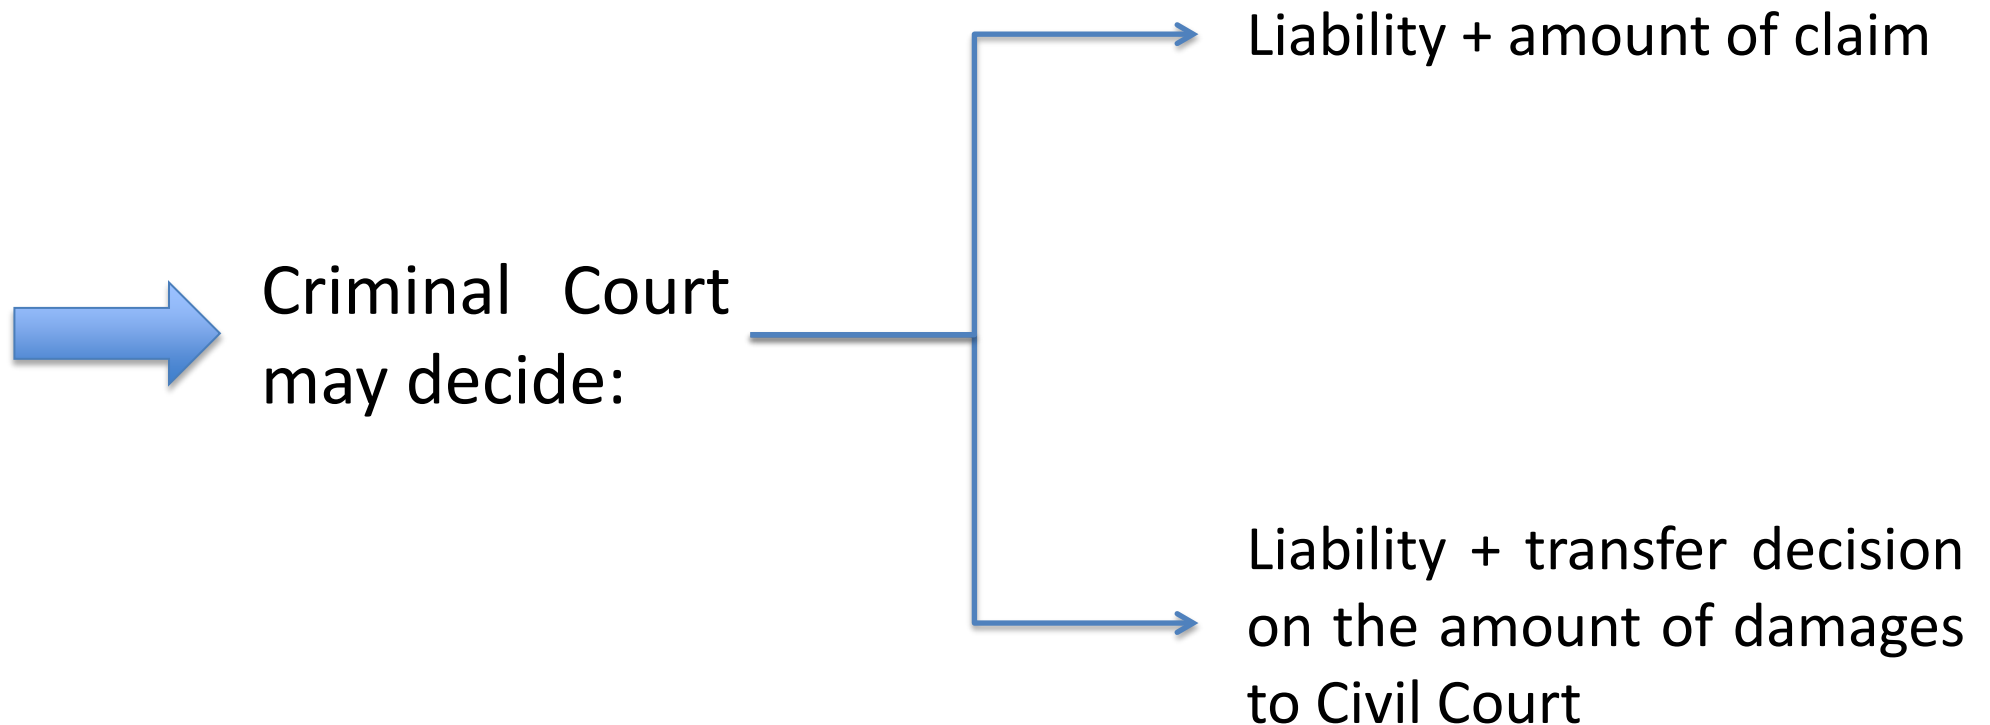 Liability + amount of claim
Criminal Court
may decide:
Liability + transfer decision
on the amount of damages
to Civil Court